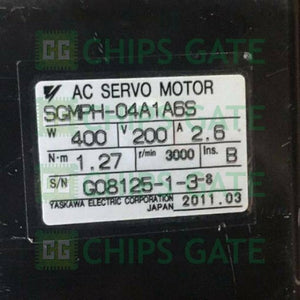 CHIPS GATE
AC SERVO MOTOR
SGMPH-04A1A6S
W 400 V 200 A 2.6
N-m 1.27 r/min 3000 Ins. B
S/N G08125-1-3-8
YASKAWA ELECTRIC CORPORATION
JAPAN 2011.03
CHIPS GATE